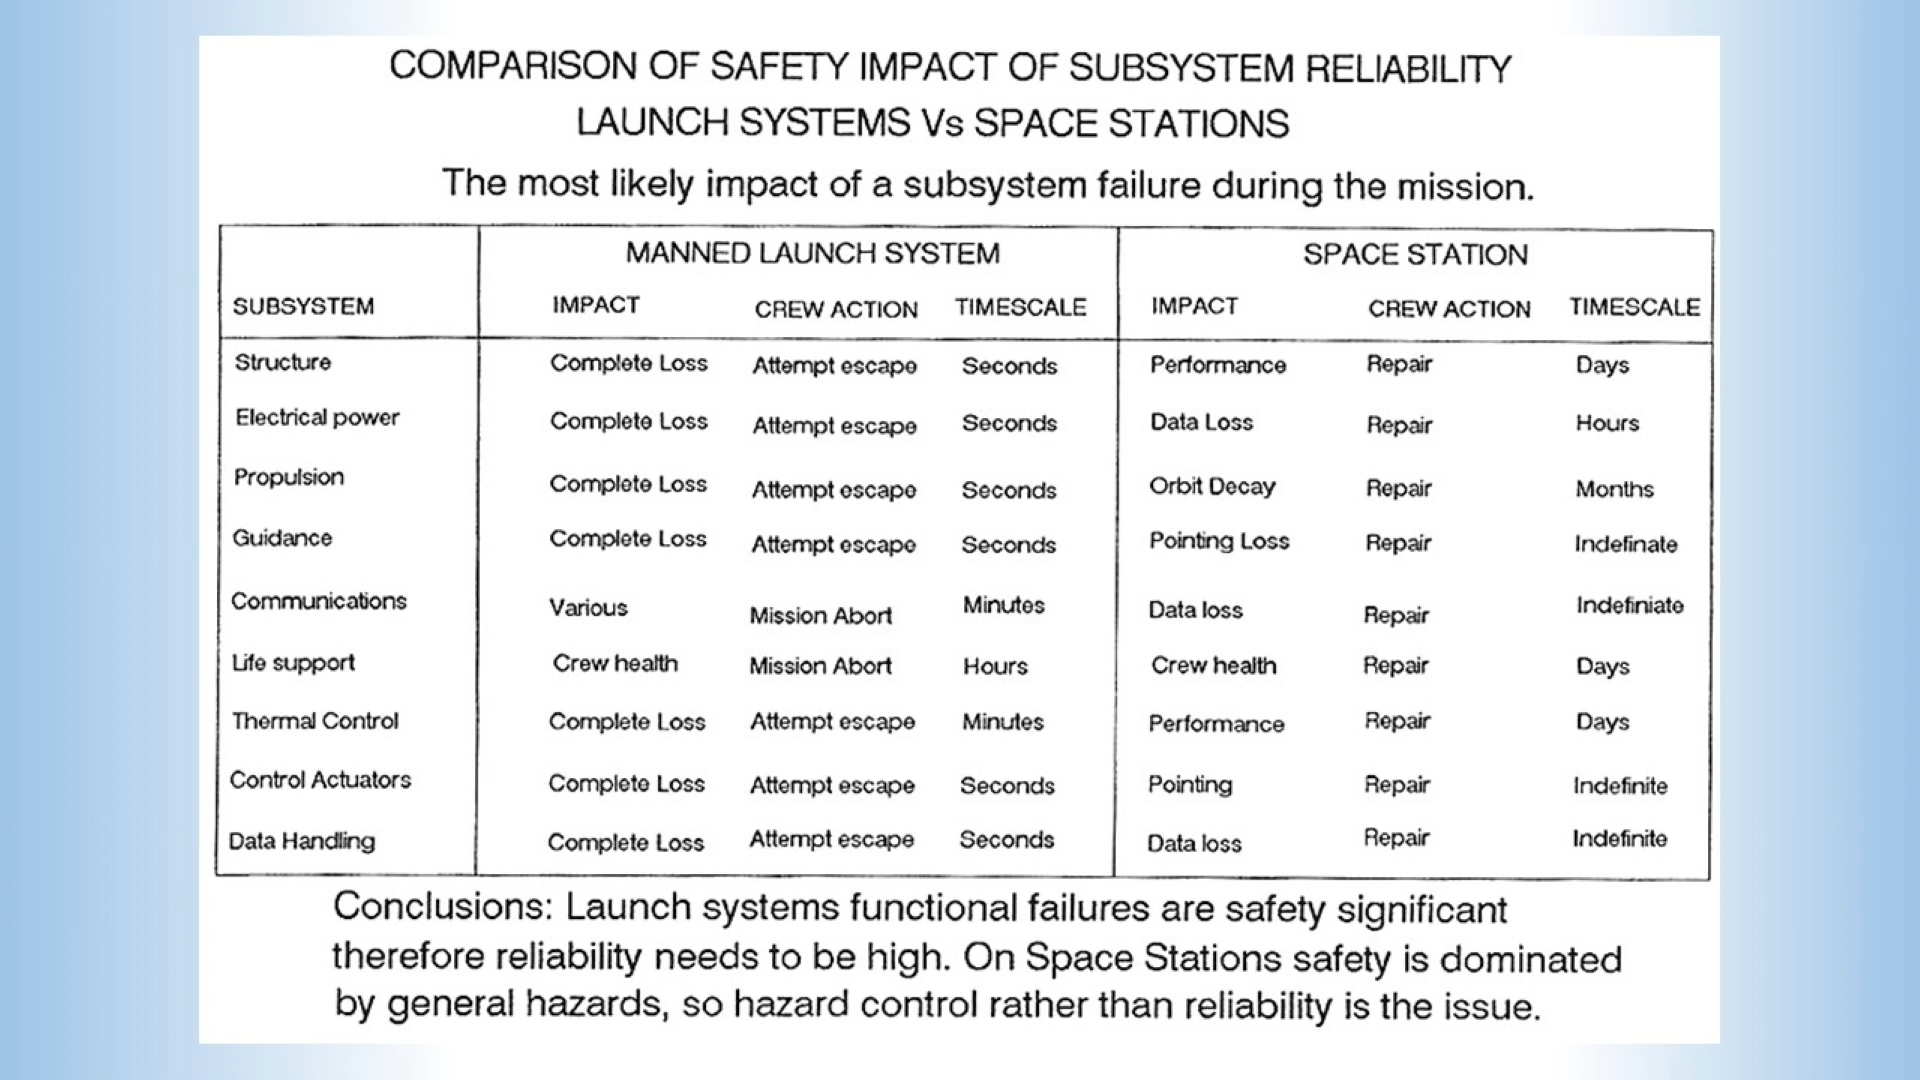 COMPARISON OF SAFETY IMPACT OF SUBSYSTEM RELIABILITY
LAUNCH SYSTEMS Vs SPACE STATIONS
The most likely impact of a subsystem failure during the mission.
MANNED LAUNCH SYSTEM SPACE STATION
SUBSYSTEM IMPACT CREW ACTION TIMESCALE IMPACT CREW ACTION TIMESCALE
Structure Complete Loss Attempt escape Seconds Performance Repair Days
Electrical power Complete Loss Attempt escape Seconds Data Loss Repair Hours
Propulsion Complete Loss Attempt escape Seconds Orbit Decay Repair Months
Guidance Complete Loss Attempt escape Seconds Pointing Loss Repair Indefinate
Communications Various Mission Abort Minutes Data loss Repair Indefiniate
Life support Crew health Mission Abort Hours Crew health Repair Days
Thermal Control Complete Loss Attempt escape Minutes Performance Repair Days
Control Actuators Complete Loss Attempt escape Seconds Pointing Repair Indefinite
Data Handling Complete Loss Attempt escape Seconds Data loss Repair Indefinite
Conclusions: Launch systems functional failures are safety significant
therefore reliability needs to be high. On Space Stations safety is dominated
by general hazards, so hazard control rather than reliability is the issue.